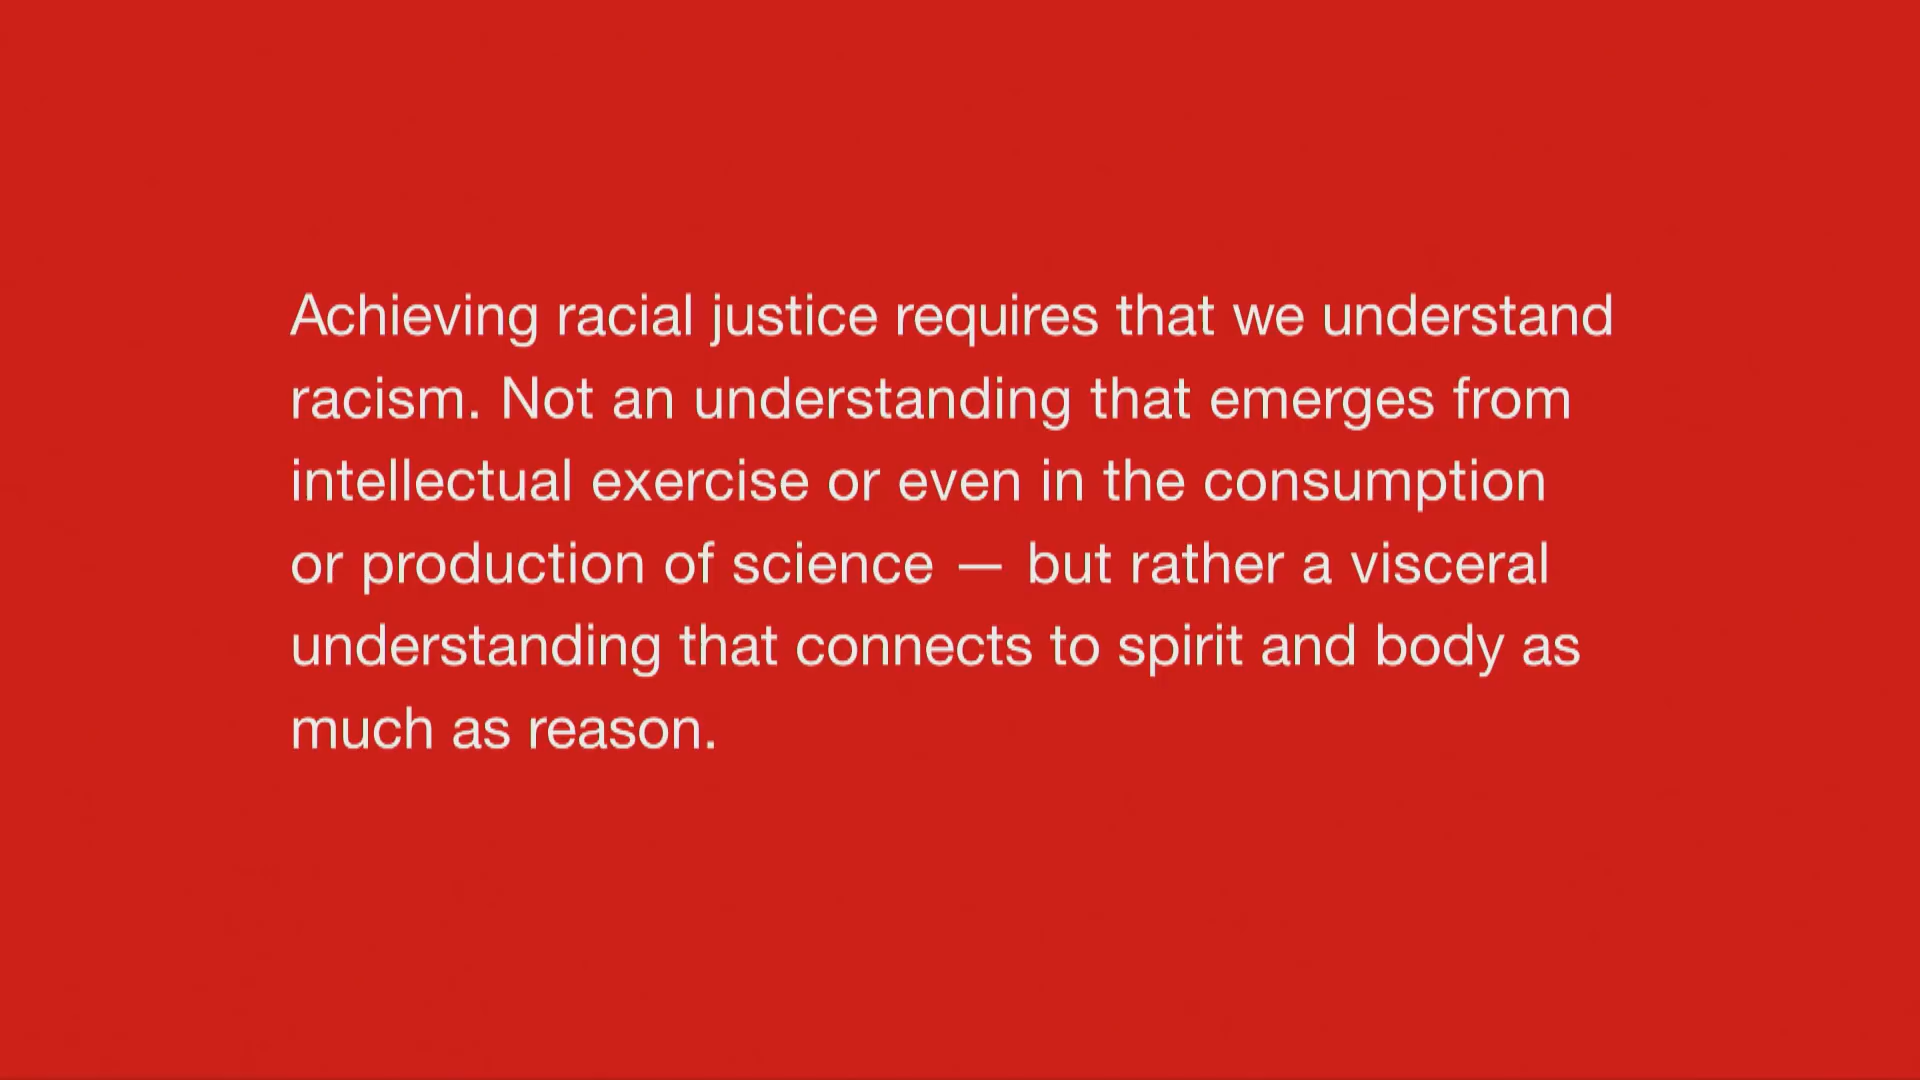 Achieving racial justice requires that we understand
racism. Not an understanding that emerges from
intellectual exercise or even in the consumption
or production of science — but rather a visceral
understanding that connects to spirit and body as
much as reason.